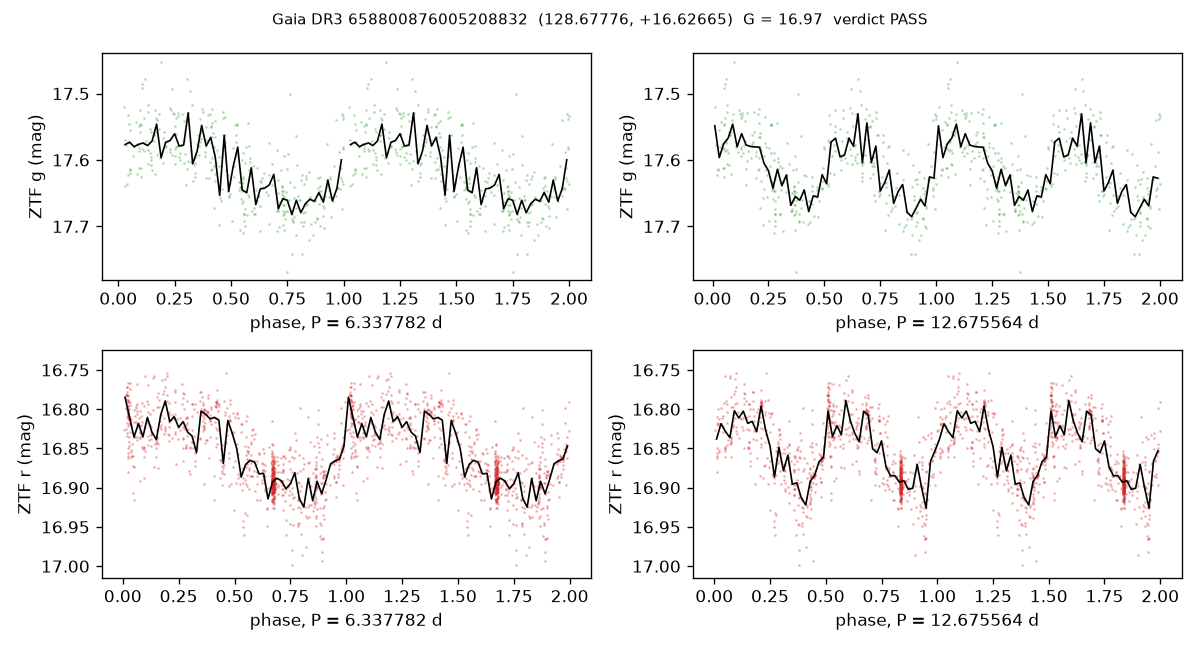 Gaia DR3 658800876005208832 (128.67776, +16.62665) G = 16.97 verdict PASS
ZTF g (mag)
17.5
17.6
17.7
0.00 0.25 0.50 0.75 1.00 1.25 1.50 1.75 2.00
phase, P = 6.337782 d
ZTF g (mag)
17.5
17.6
17.7
0.00 0.25 0.50 0.75 1.00 1.25 1.50 1.75 2.00
phase, P = 12.675564 d
ZTF r (mag)
16.75
16.80
16.85
16.90
16.95
17.00
0.00 0.25 0.50 0.75 1.00 1.25 1.50 1.75 2.00
phase, P = 6.337782 d
ZTF r (mag)
16.75
16.80
16.85
16.90
16.95
17.00
0.00 0.25 0.50 0.75 1.00 1.25 1.50 1.75 2.00
phase, P = 12.675564 d